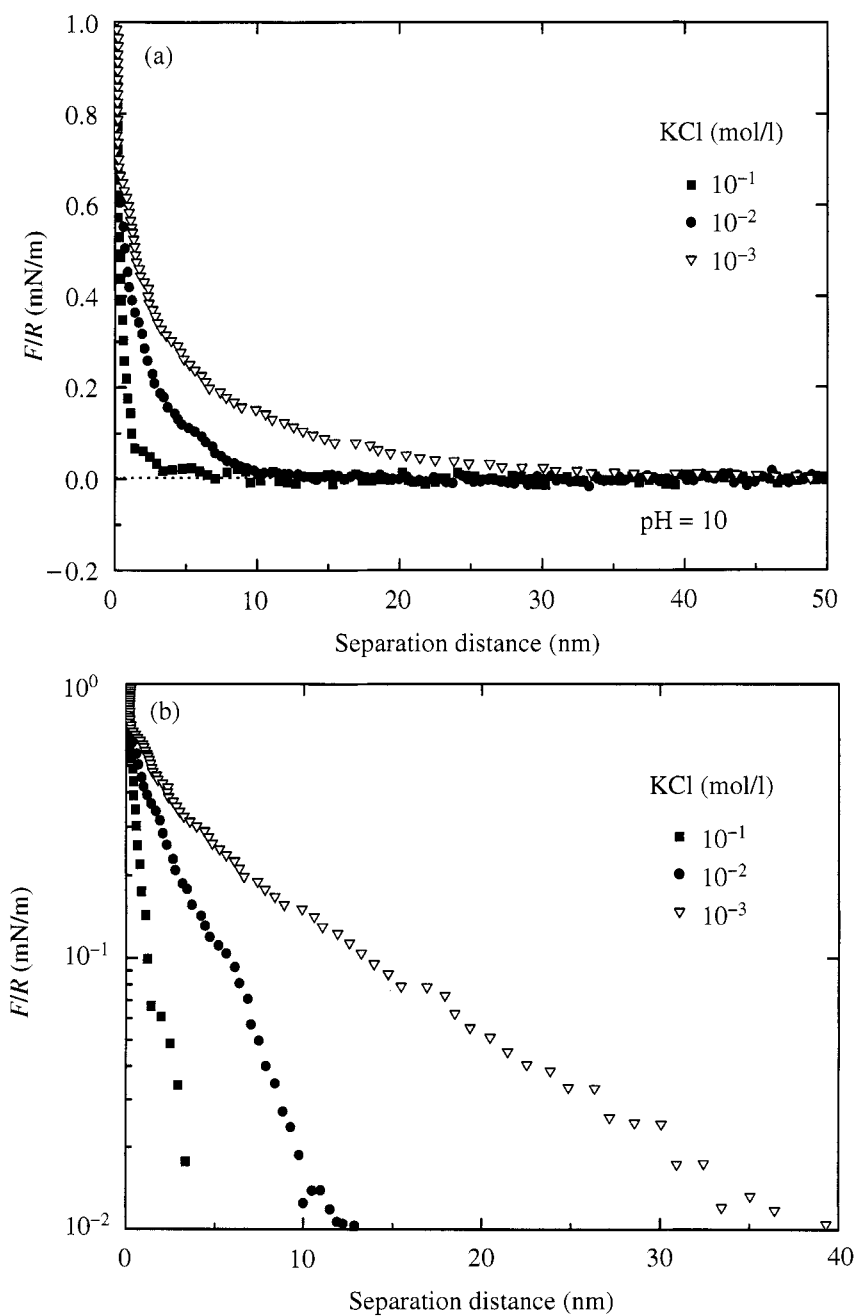 (a)
1.0
0.8
0.6
0.4
0.2
0.0
−0.2
F/R (mN/m)
KCl (mol/l)
10⁻¹
10⁻²
10⁻³
pH = 10
0 10 20 30 40 50
Separation distance (nm)
(b)
10⁰
10⁻¹
10⁻²
F/R (mN/m)
KCl (mol/l)
10⁻¹
10⁻²
10⁻³
0 10 20 30 40
Separation distance (nm)